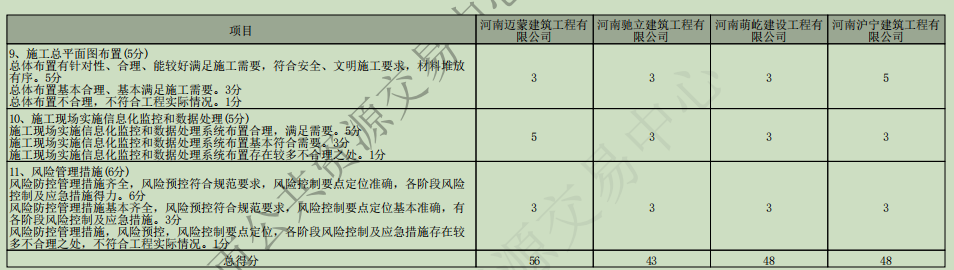 项目
河南迈蒙建筑工程有限公司
河南驰立建筑工程有限公司
河南萌屹建设工程有限公司
河南沪宁建筑工程有限公司
9、施工总平面图布置(5分)
总体布置有针对性、合理、能较好满足施工需要，符合安全、文明施工要求，材料堆放
有序。5分
总体布置基本合理、基本满足施工需要。3分
总体布置不合理，不符合工程实际情况。1分
3 3 3 5
10、施工现场实施信息化监控和数据处理(5分)
施工现场实施信息化监控和数据处理系统布置合理，满足需要。5分
施工现场实施信息化监控和数据处理系统布置基本符合需要。3分
施工现场实施信息化监控和数据处理系统布置存在较多不合理之处。1分
5 3 3 3
11、风险管理措施(6分)
风险防控管理措施齐全，风险预控符合规范要求，风险控制要点定位准确，各阶段风险
控制及应急措施得力。6分
风险防控管理措施基本齐全，风险预控符合规范要求，风险控制要点定位基本准确，有
各阶段风险控制及应急措施。3分
风险防控管理措施，风险预控，风险控制要点定位，各阶段风险控制及应急措施存在较
多不合理之处，不符合工程实际情况。1分
3 3 3 3
总得分 56 43 48 48
市公共资源交易中心
源交易中心